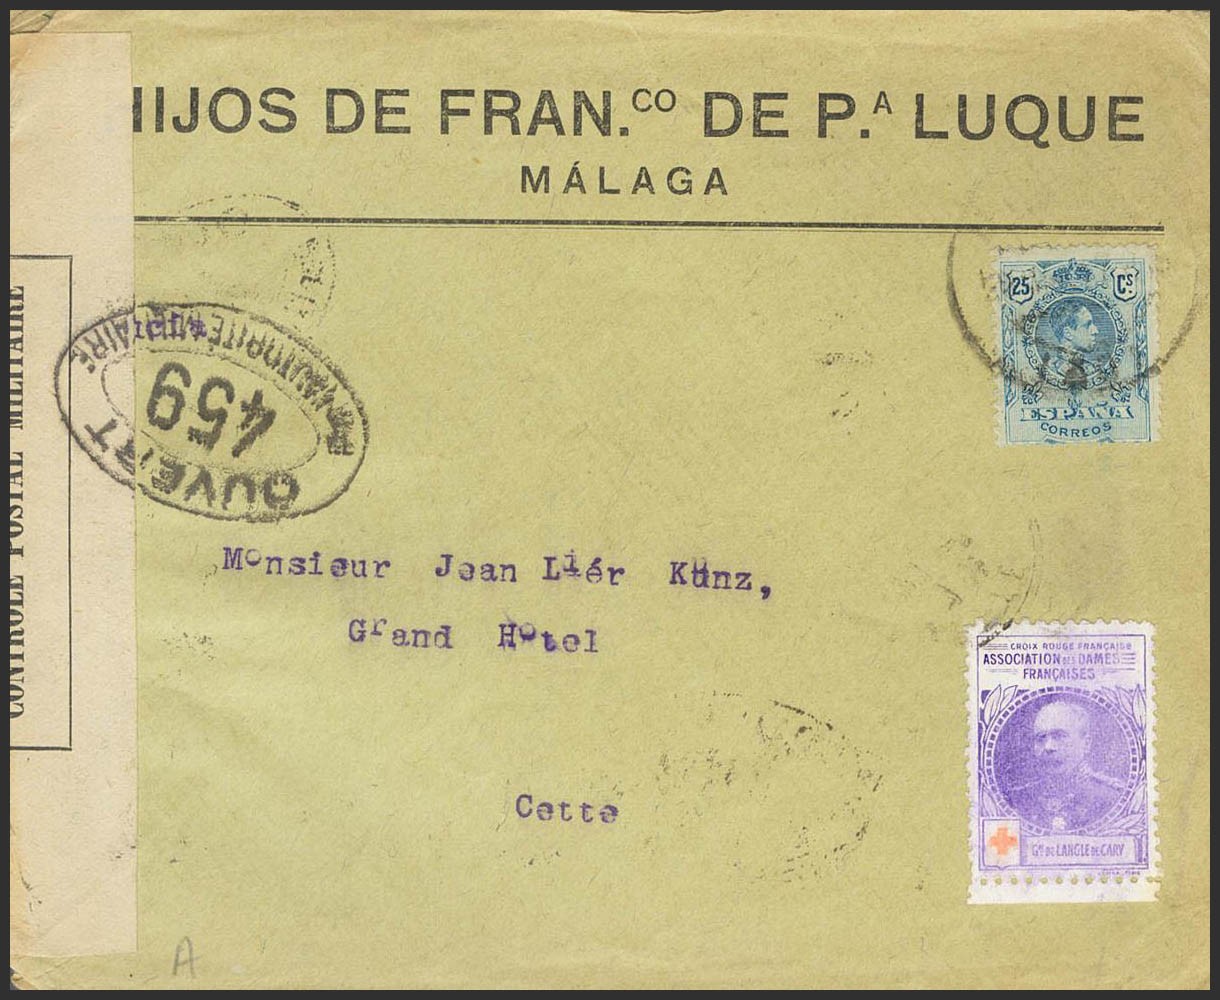 HIJOS DE FRAN.CO DE P.A LUQUE
MÁLAGA
25 Cs.
ESPAÑA
CORREOS
CONTRÔLE POSTAL MILITAIRE
OUVERT
L'AUTORITÉ MILITAIRE
459
Monsieur Jean Liér Künz,
Grand Hotel
Cette
CROIX ROUGE FRANÇAISE
ASSOCIATION DES DAMES
FRANÇAISES
Gal DE LANGLE DE CARY
A